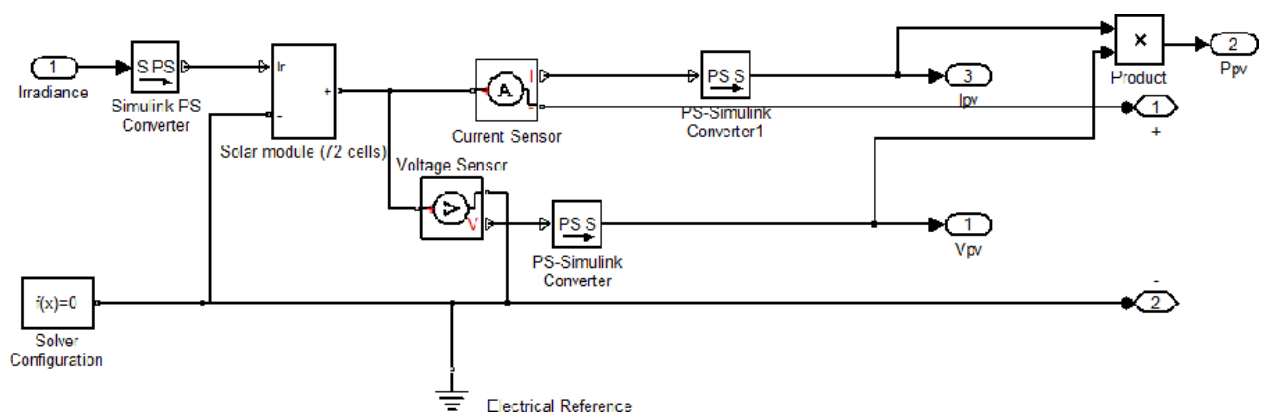 1
Irradiance
S PS
Simulink PS
Converter
Ir
+
-
Solar module (72 cells)
A
I
-
Current Sensor
PS S
PS-Simulink
Converter1
3
Ipv
×
Product
2
Ppv
1
+
Voltage Sensor
V
V
PS S
PS-Simulink
Converter
1
Vpv
f(x)=0
Solver
Configuration
-
2
Electrical Reference